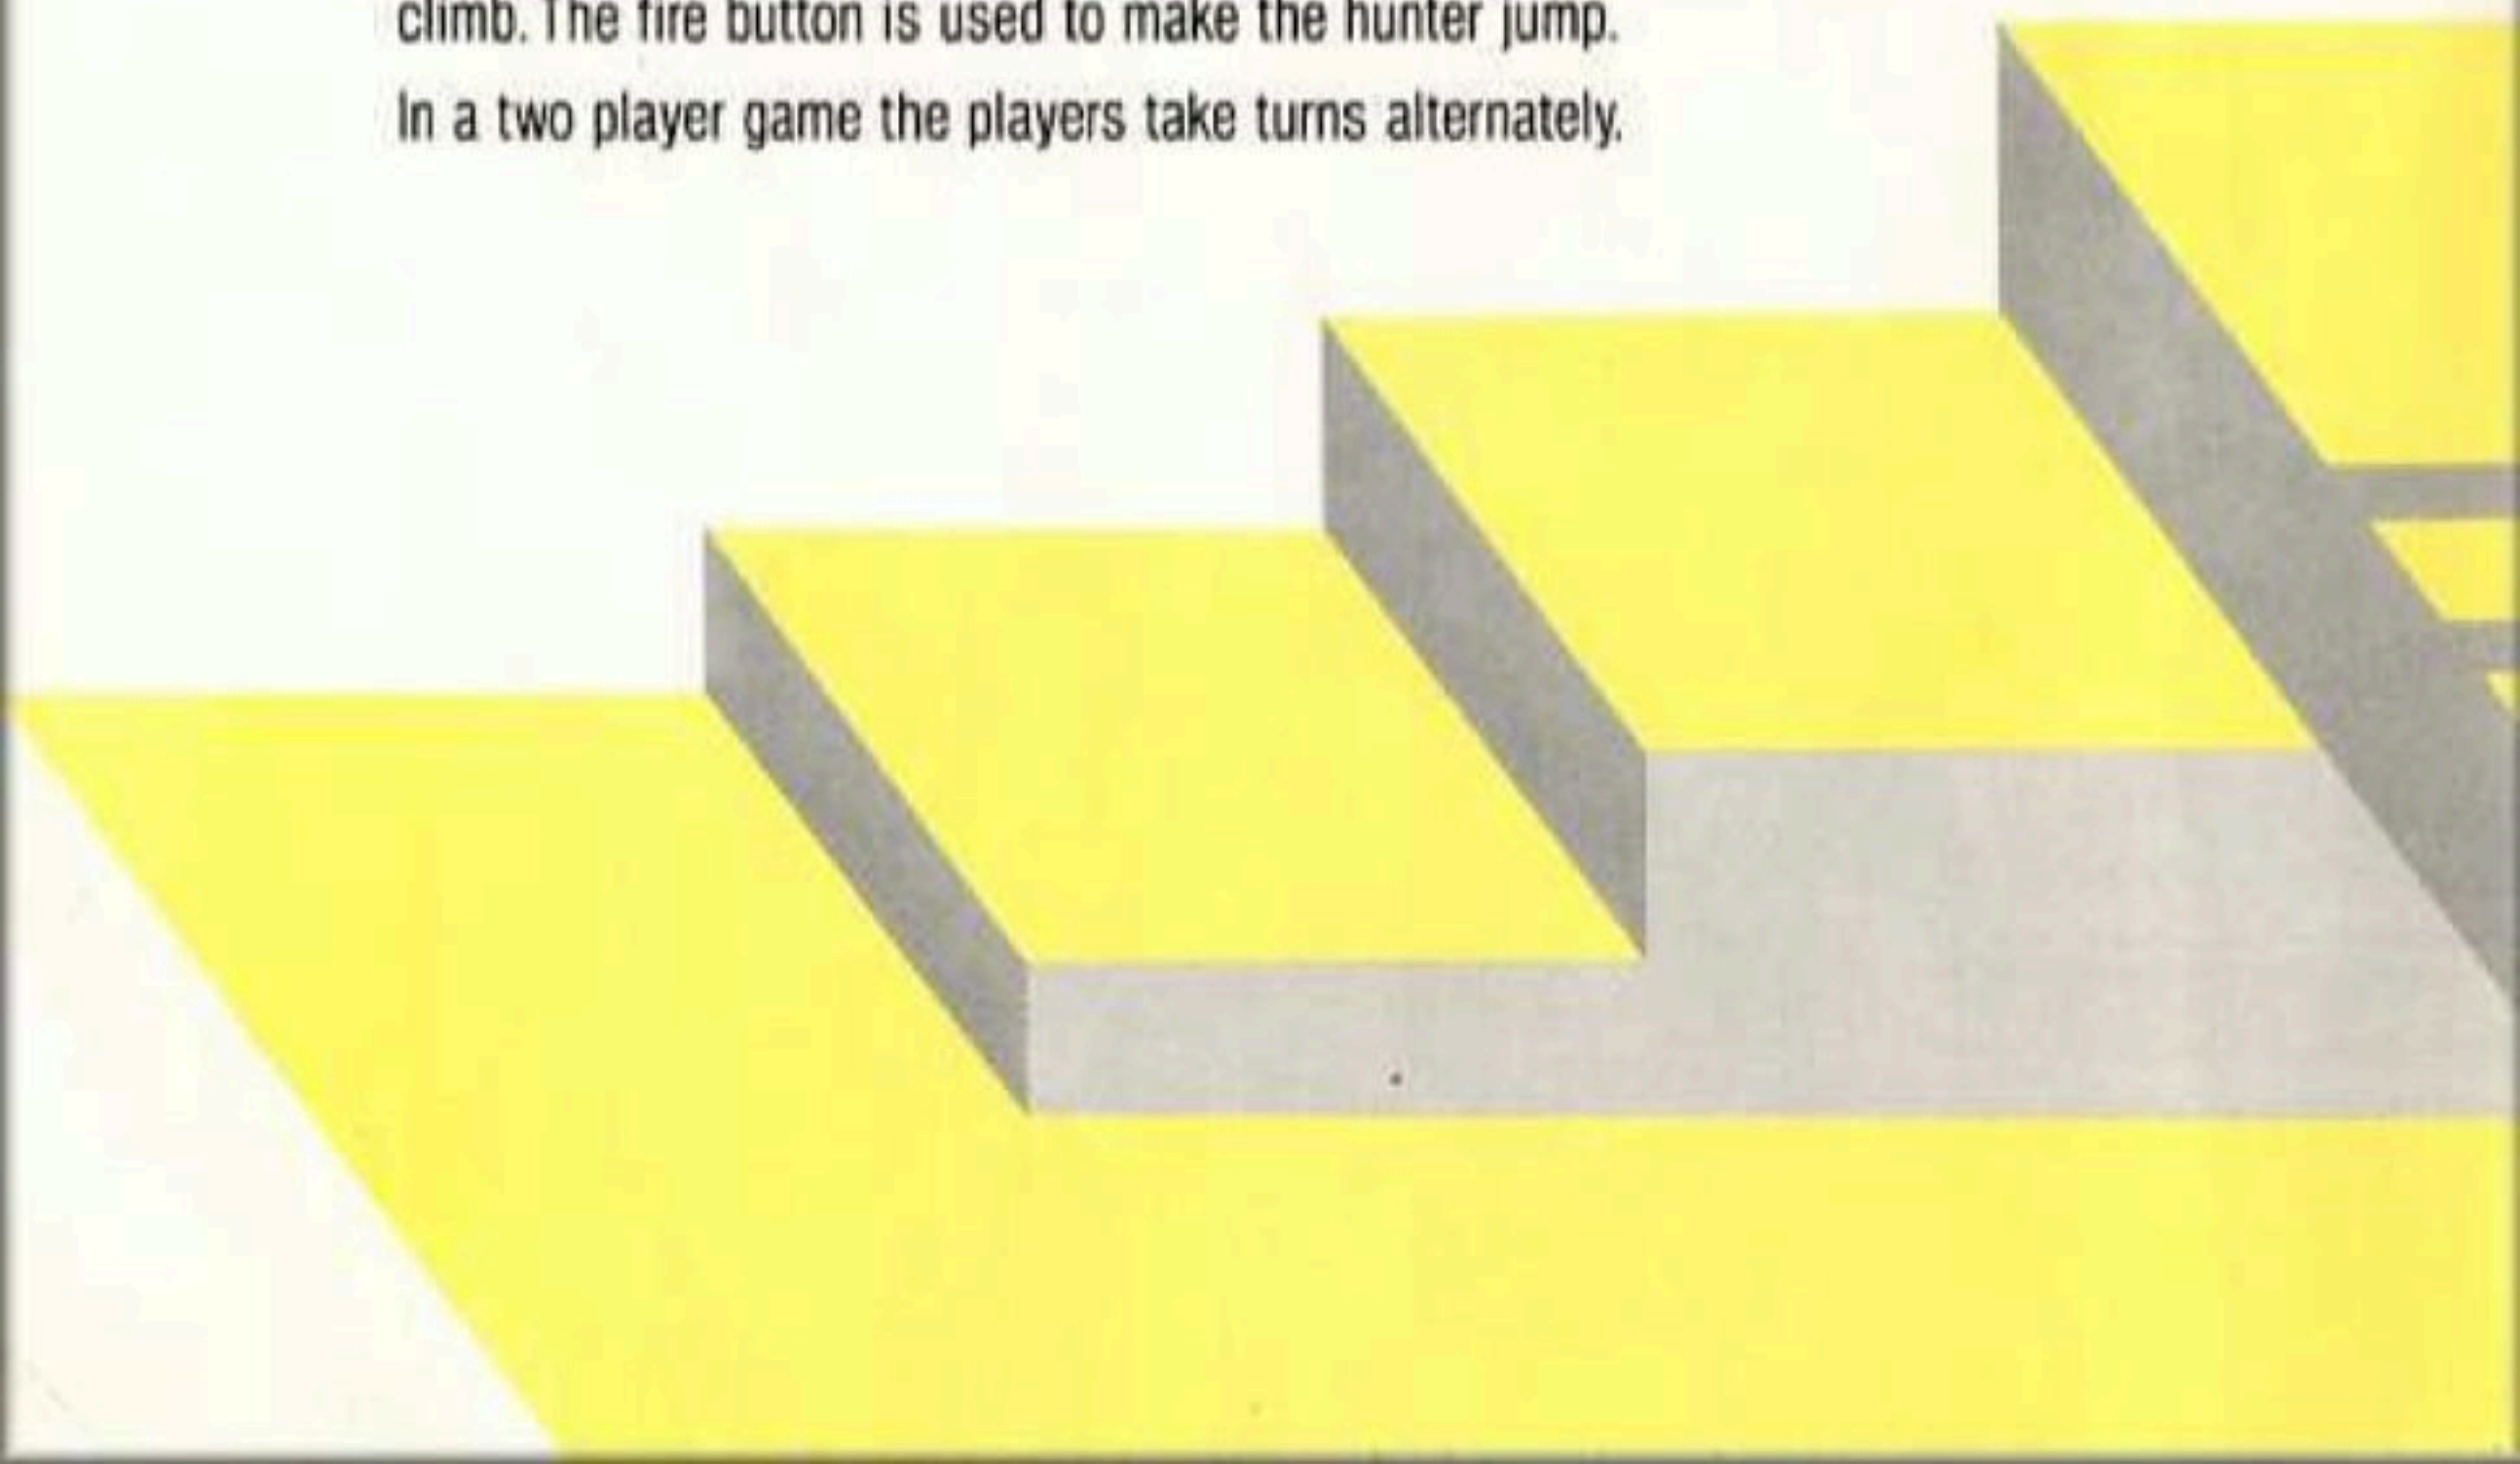 climb. The fire button is used to make the hunter jump.
In a two player game the players take turns alternately.